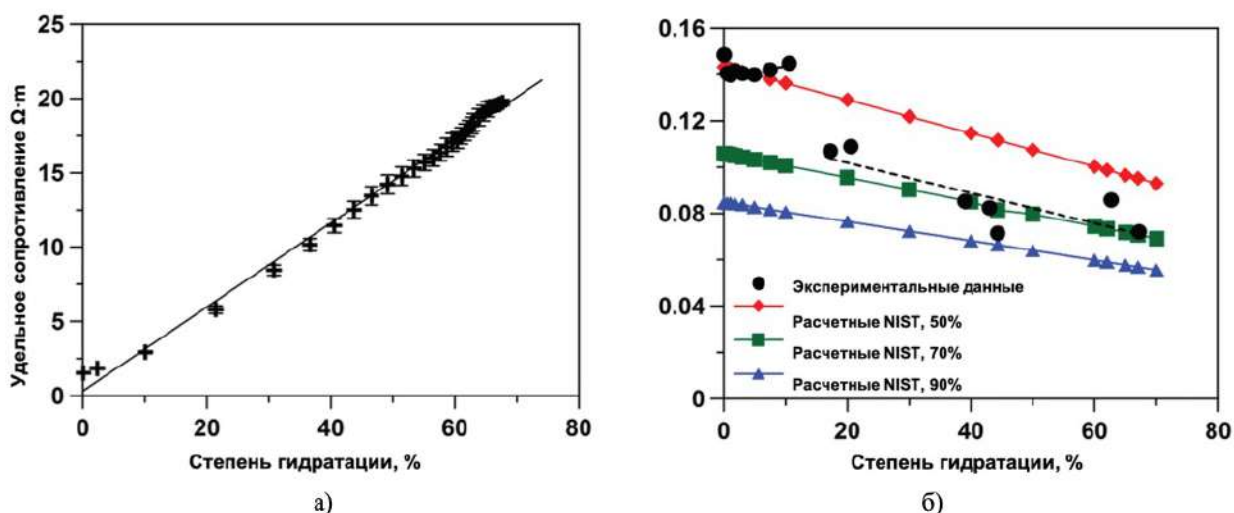 Удельное сопротивление Ω·m
25
20
15
10
5
0
0 20 40 60 80
Степень гидратации, %
а)
0.16
0.12
0.08
0.04
0
Экспериментальные данные
Расчетные NIST, 50%
Расчетные NIST, 70%
Расчетные NIST, 90%
0 20 40 60 80
Степень гидратации, %
б)